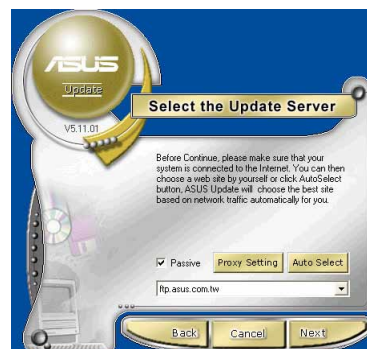 ASUS
Update
V5.11.01
Select the Update Server
Before Continue, please make sure that your
system is connected to the Internet. You can then
choose a web site by yourself or click AutoSelect
button, ASUS Update will choose the best site
based on network traffic automatically for you.
Passive
Proxy Setting
Auto Select
ftp.asus.com.tw
Back
Cancel
Next